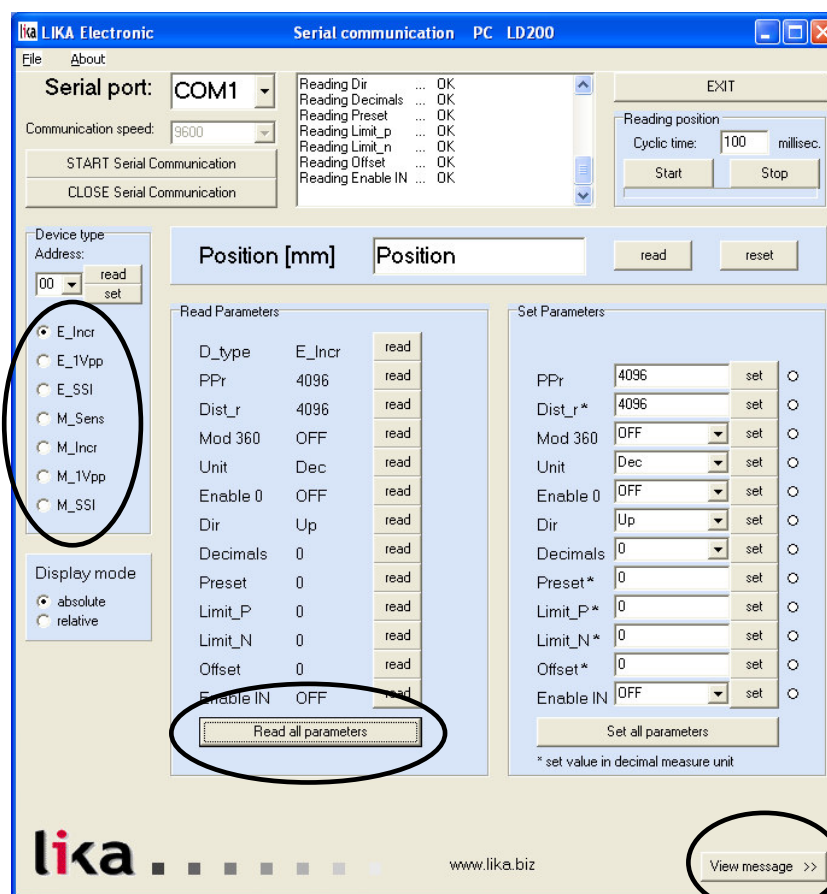 lika LIKA Electronic Serial communication PC LD200
File About
Serial port: COM1
Communication speed: 9600
START Serial Communication
CLOSE Serial Communication
Reading Dir ... OK
Reading Decimals ... OK
Reading Preset ... OK
Reading Limit_p ... OK
Reading Limit_n ... OK
Reading Offset ... OK
Reading Enable IN ... OK
EXIT
Reading position
Cyclic time: 100 millisec.
Start Stop
Device type
Address:
00 read
set
E_Incr
E_1Vpp
E_SSI
M_Sens
M_Incr
M_1Vpp
M_SSI
Display mode
absolute
relative
Position [mm] Position read reset
Read Parameters
D_type E_Incr read
PPr 4096 read
Dist_r 4096 read
Mod 360 OFF read
Unit Dec read
Enable 0 OFF read
Dir Up read
Decimals 0 read
Preset 0 read
Limit_P 0 read
Limit_N 0 read
Offset 0 read
Enable IN OFF read
Read all parameters
Set Parameters
PPr 4096 set
Dist_r* 4096 set
Mod 360 OFF set
Unit Dec set
Enable 0 OFF set
Dir Up set
Decimals 0 set
Preset* 0 set
Limit_P* 0 set
Limit_N* 0 set
Offset* 0 set
Enable IN OFF set
Set all parameters
* set value in decimal measure unit
lika
www.lika.biz
View message >>